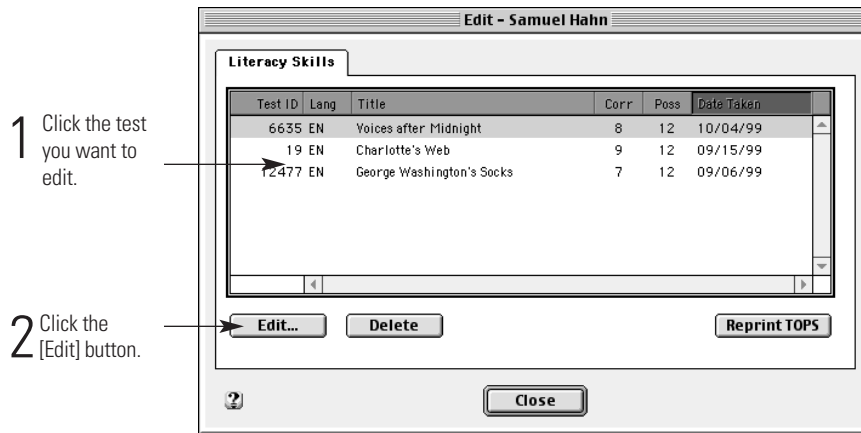 Edit - Samuel Hahn
Literacy Skills
Test ID Lang Title Corr Poss Date Taken
6635 EN Voices after Midnight 8 12 10/04/99
19 EN Charlotte's Web 9 12 09/15/99
12477 EN George Washington's Socks 7 12 09/06/99
1 Click the test
you want to
edit.
2 Click the
[Edit] button.
Edit... Delete Reprint TOPS
? Close